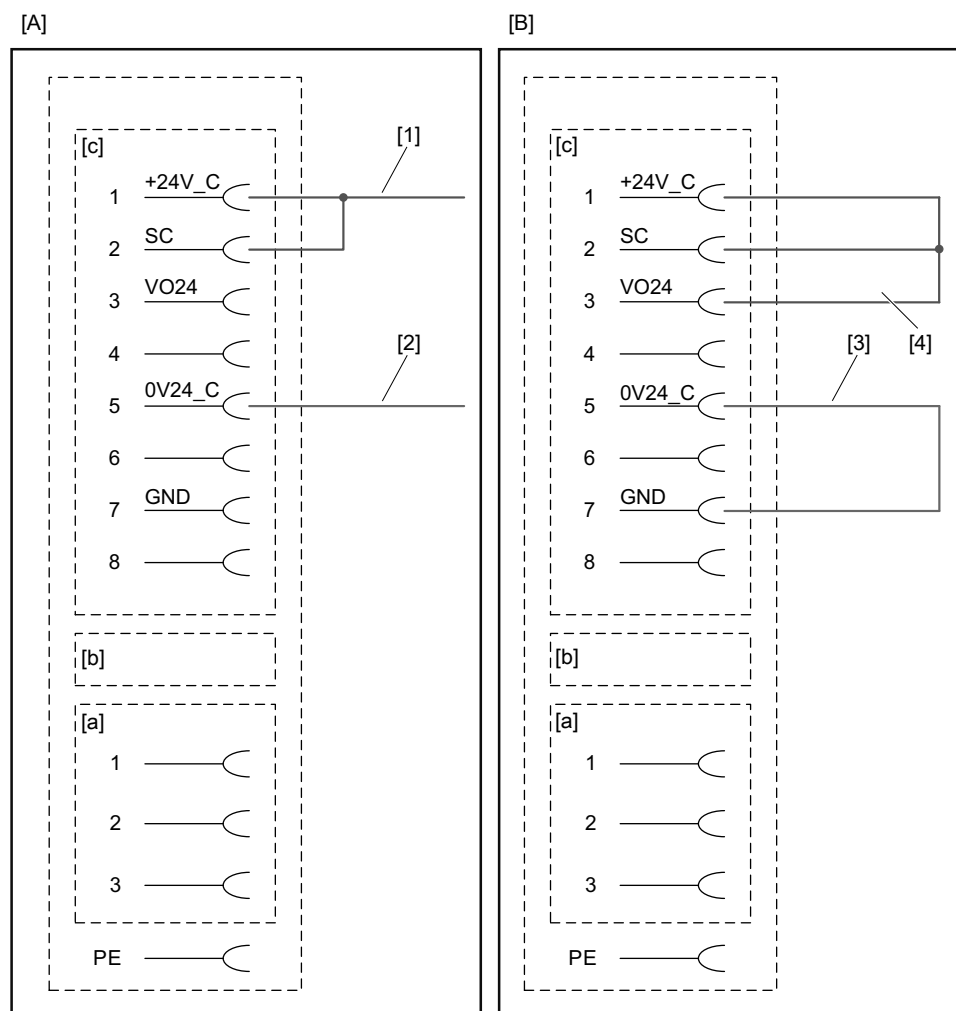 [A]
[c]
[1]
1 +24V_C
2 SC
3 VO24
4
[2]
5 0V24_C
6
7 GND
8
[b]
[a]
1
2
3
PE
[B]
[c]
1 +24V_C
2 SC
3 VO24
[4]
4
[3]
5 0V24_C
6
7 GND
8
[b]
[a]
1
2
3
PE